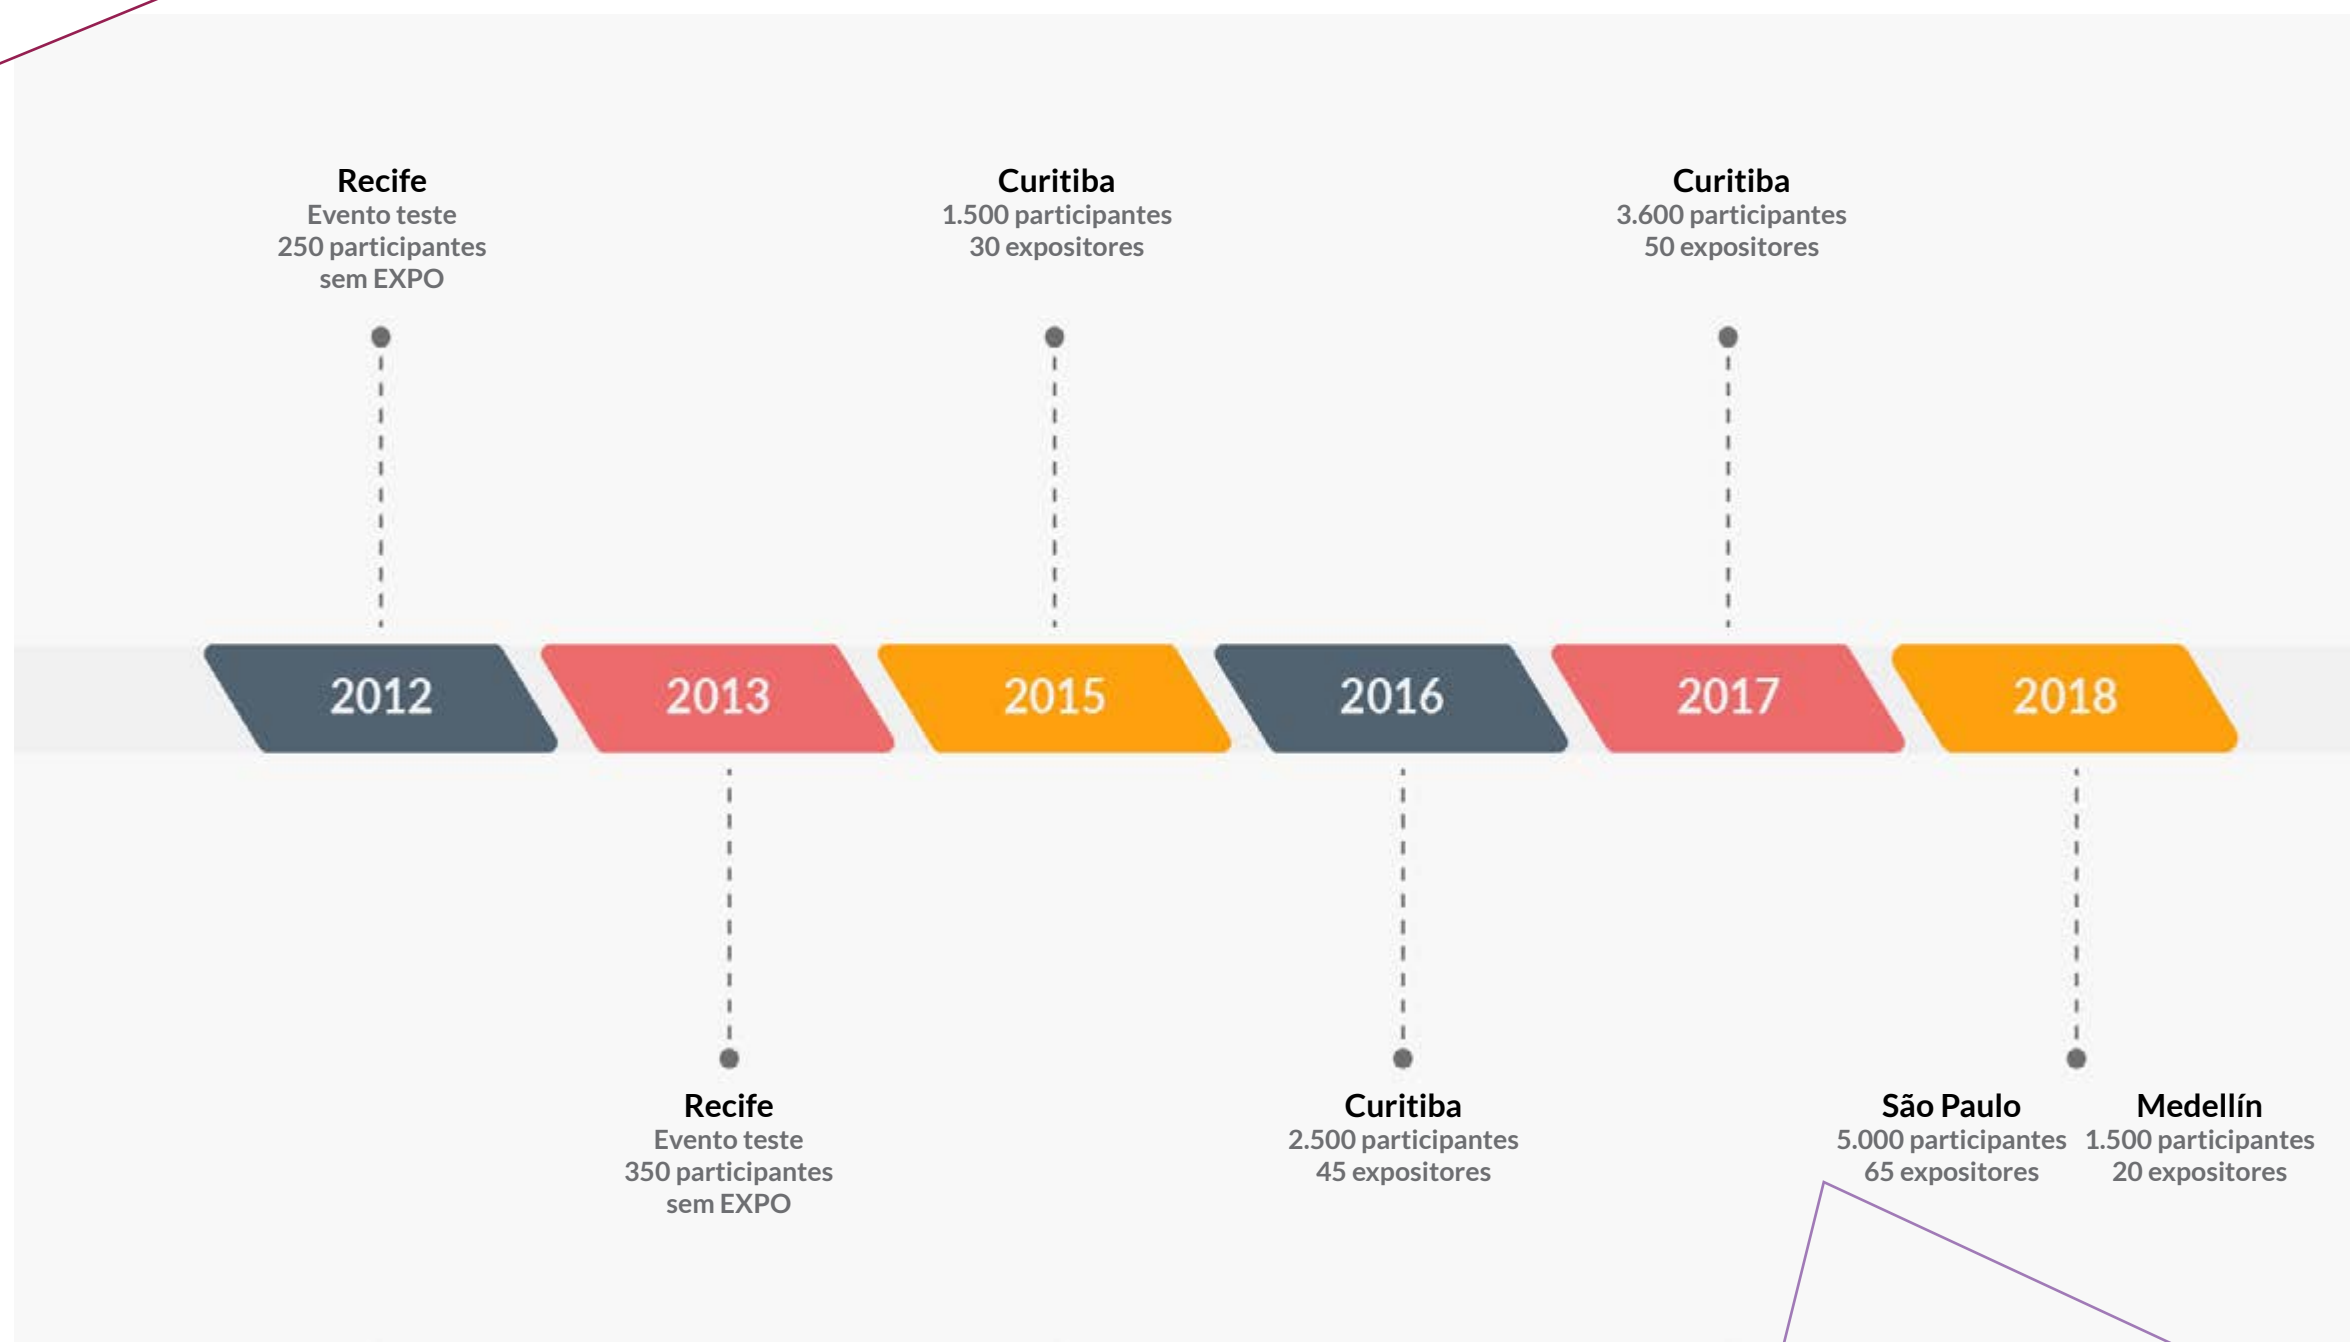 Recife
Evento teste
250 participantes
sem EXPO
Curitiba
1.500 participantes
30 expositores
Curitiba
3.600 participantes
50 expositores
2012
2013
2015
2016
2017
2018
Recife
Evento teste
350 participantes
sem EXPO
Curitiba
2.500 participantes
45 expositores
São Paulo
5.000 participantes
65 expositores
Medellín
1.500 participantes
20 expositores